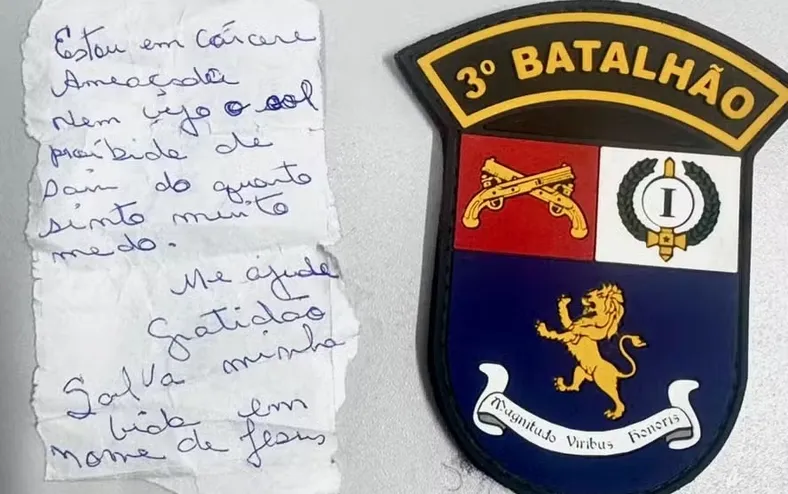 Estou em cárcere
Ameaçada
Nem vejo o sol
proibida de
sair do quarto
sinto muito
medo.
Me ajuda
gratidão
Salva minha
vida em
nome de Jesus
3º BATALHÃO
I
Magnitudo Viribus Honoris